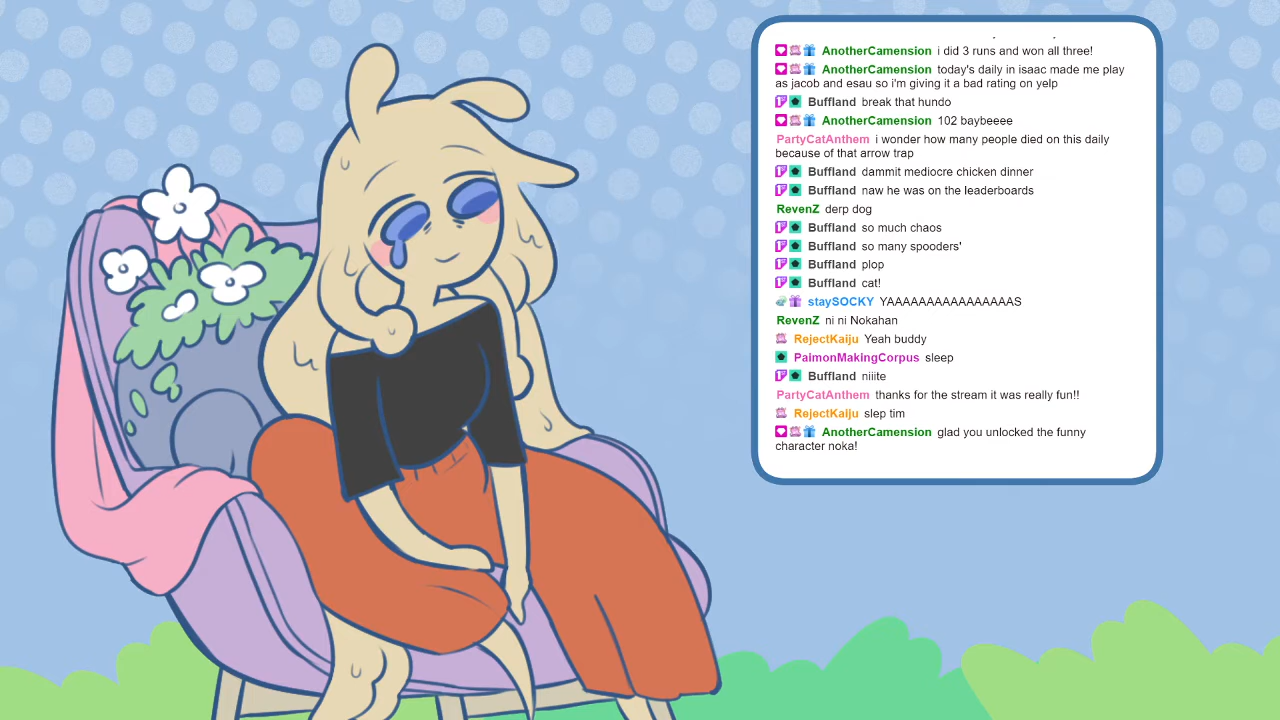 AnotherCamension i did 3 runs and won all three!
AnotherCamension today's daily in isaac made me play
as jacob and esau so i'm giving it a bad rating on yelp
Buffland break that hundo
AnotherCamension 102 baybeeee
PartyCatAnthem i wonder how many people died on this daily
because of that arrow trap
Buffland dammit mediocre chicken dinner
Buffland naw he was on the leaderboards
RevenZ derp dog
Buffland so much chaos
Buffland so many spooders'
Buffland plop
Buffland cat!
staySOCKY YAAAAAAAAAAAAAAAS
RevenZ ni ni Nokahan
RejectKaiju Yeah buddy
PaimonMakingCorpus sleep
Buffland niiite
PartyCatAnthem thanks for the stream it was really fun!!
RejectKaiju slep tim
AnotherCamension glad you unlocked the funny
character noka!